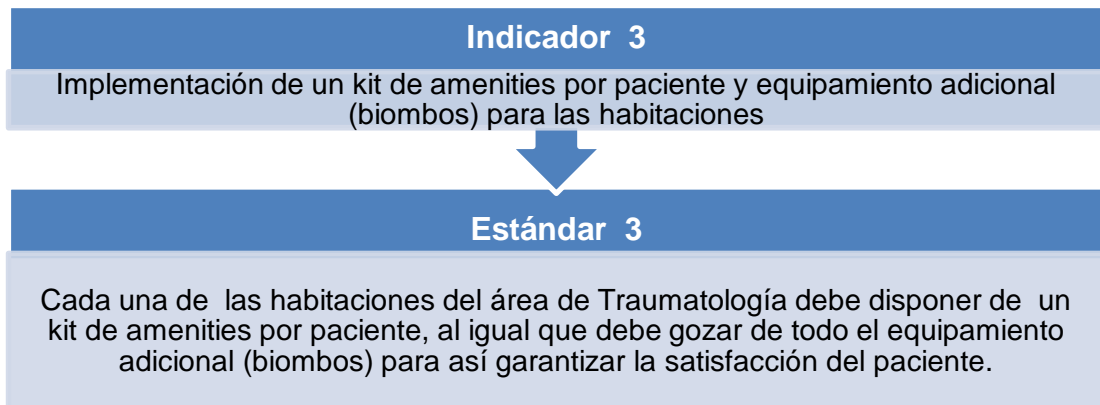 Indicador 3
Implementación de un kit de amenities por paciente y equipamiento adicional
(biombos) para las habitaciones
Estándar 3
Cada una de las habitaciones del área de Traumatología debe disponer de un
kit de amenities por paciente, al igual que debe gozar de todo el equipamiento
adicional (biombos) para así garantizar la satisfacción del paciente.